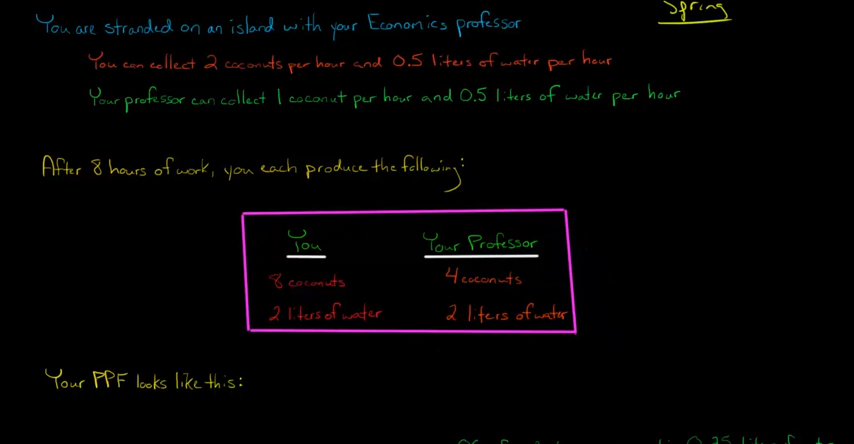 Spring
You are stranded on an island with your Economics professor
You can collect 2 coconuts per hour and 0.5 liters of water per hour
Your professor can collect 1 coconut per hour and 0.5 liters of water per hour
After 8 hours of work, you each produce the following:
You Your Professor
8 coconuts 4 coconuts
2 liters of water 2 liters of water
Your PPF looks like this: